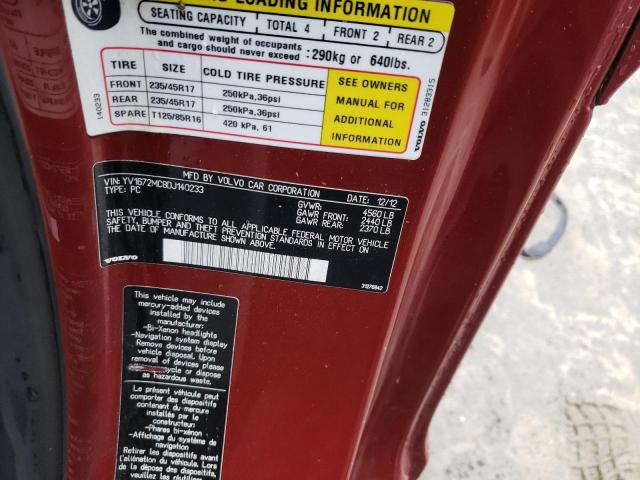 LOADING INFORMATION
SEATING CAPACITY TOTAL 4 FRONT 2 REAR 2
The combined weight of occupants and cargo should never exceed :290kg or 640lbs.
TIRE SIZE COLD TIRE PRESSURE
FRONT 235/45R17 250kPa,36psi
REAR 235/45R17 250kPa,36psi
SPARE T125/85R16 420 kPa, 61
SEE OWNERS
MANUAL FOR
ADDITIONAL
INFORMATION
140233
31283315
VOLVO
MFD BY VOLVO CAR CORPORATION
VIN: YV1672MC8DJ140233
TYPE: PC
DATE: 12/12
GVWR: 4560 LB
GAWR FRONT: 2440 LB
GAWR REAR: 2370 LB
THIS VEHICLE CONFORMS TO ALL APPLICABLE FEDERAL MOTOR VEHICLE
SAFETY, BUMPER AND THEFT PREVENTION STANDARDS IN EFFECT ON
THE DATE OF MANUFACTURE SHOWN ABOVE.
VOLVO
31276942
This vehicle may include
mercury-added devices
installed by the
manufacturer:
-Bi-Xenon headlights
-Navigation system display
Remove devices before
vehicle disposal. Upon
removal of devices please
recycle or dispose
as hazardous waste.
Le présent véhicule peut
comporter des dispositifs
contenant du mercure
installés par le
constructeur:
-Phares bi-xénon
-Affichage du système de
navigation
Retirer les dispositifs avant
d'éliminer le véhicule. Lors
de la dépose des dispositifs,